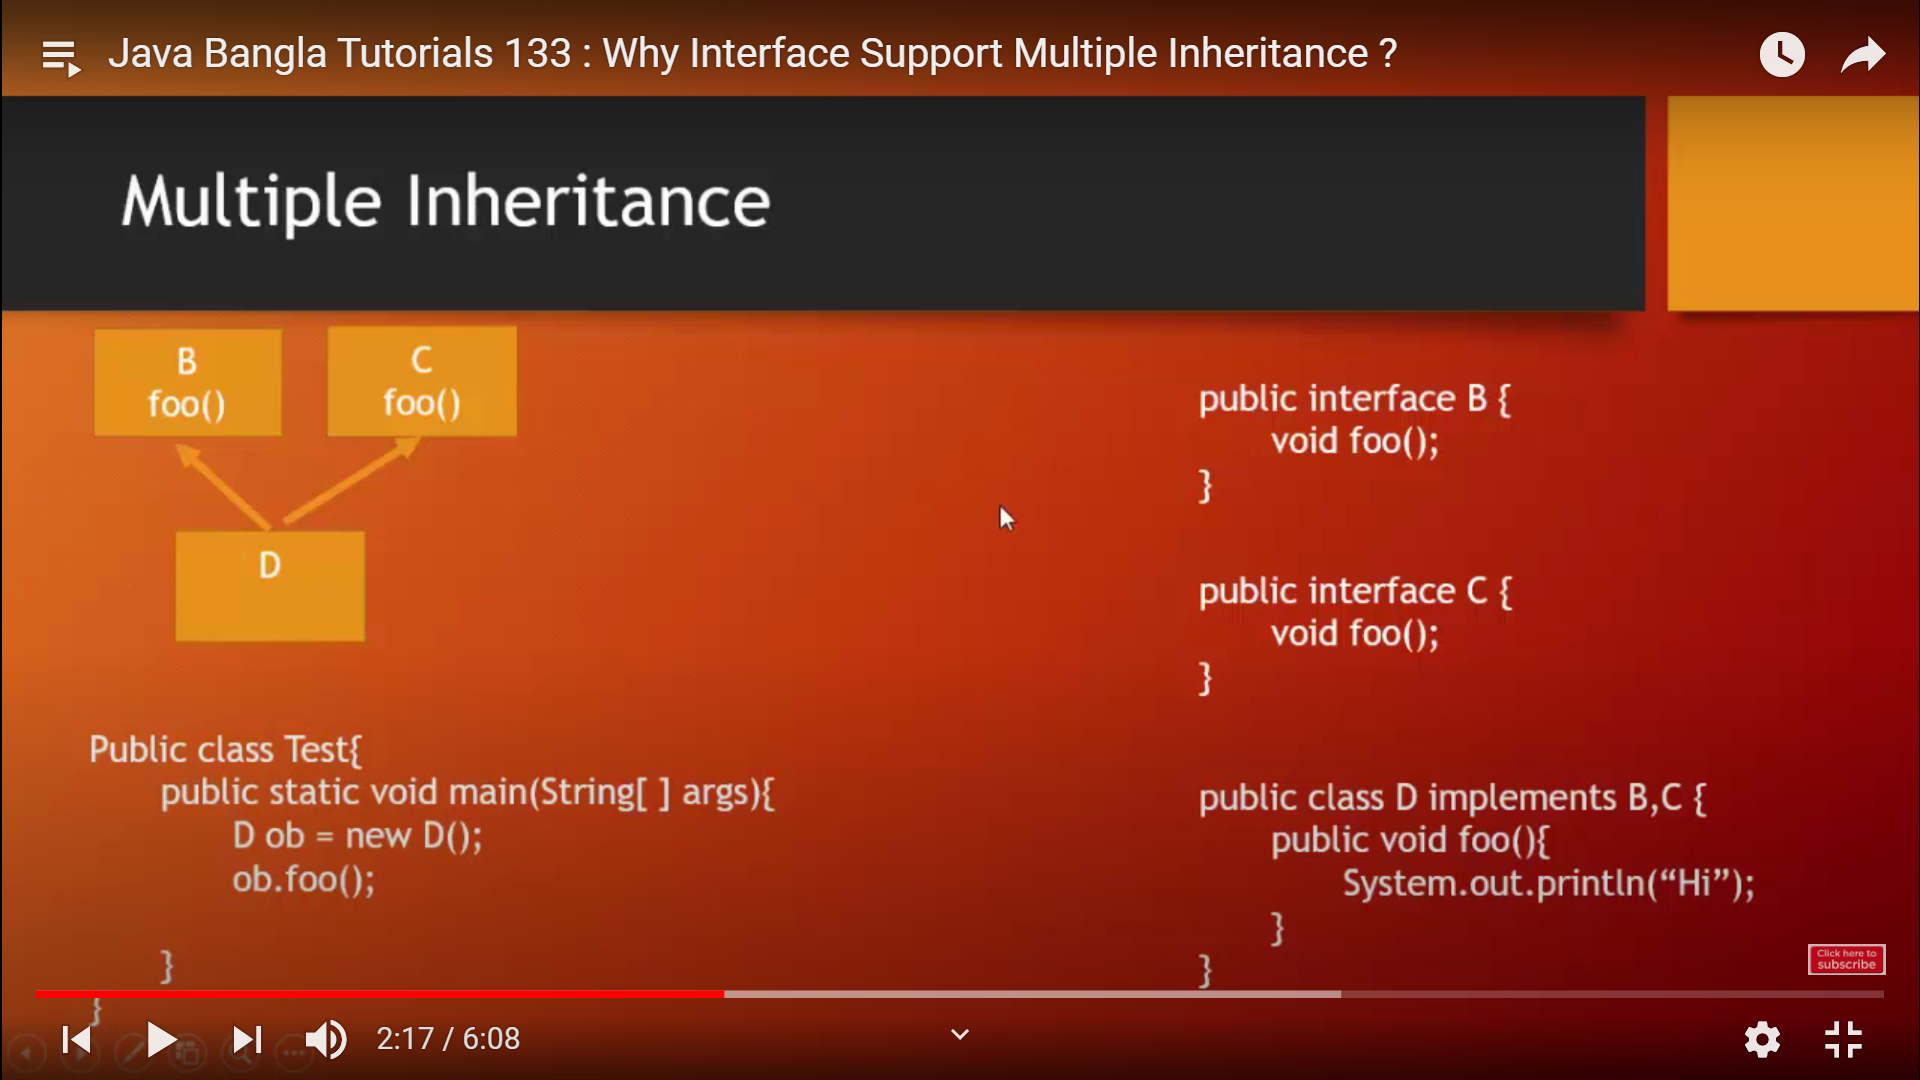 Java Bangla Tutorials 133 : Why Interface Support Multiple Inheritance ?
Multiple Inheritance
B
foo()
C
foo()
D
Public class Test{
public static void main(String[ ] args){
D ob = new D();
ob.foo();
}
}
public interface B {
void foo();
}
public interface C {
void foo();
}
public class D implements B,C {
public void foo(){
System.out.println(“Hi”);
}
}
Click here to
subscribe
2:17 / 6:08